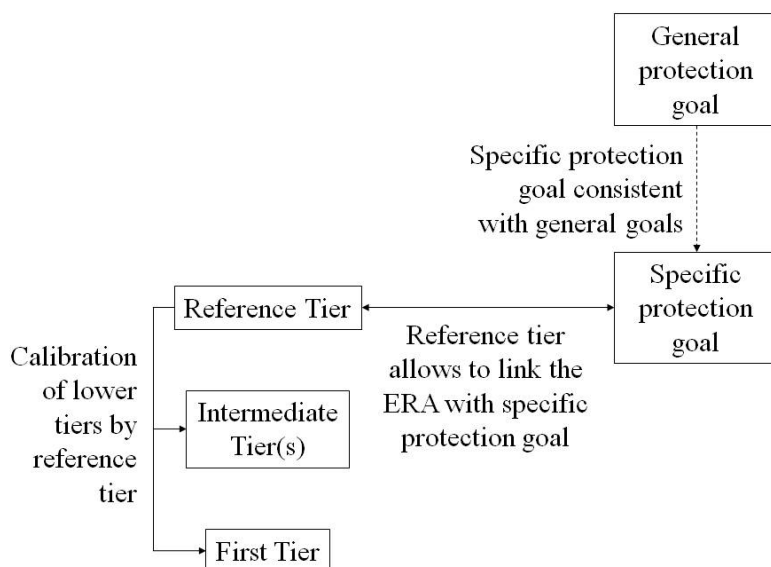 General
protection
goal
Specific protection
goal consistent
with general goals
Specific
protection
goal
Reference Tier
Reference tier
allows to link the
ERA with specific
protection goal
Calibration
of lower
tiers by
reference
tier
Intermediate
Tier(s)
First Tier